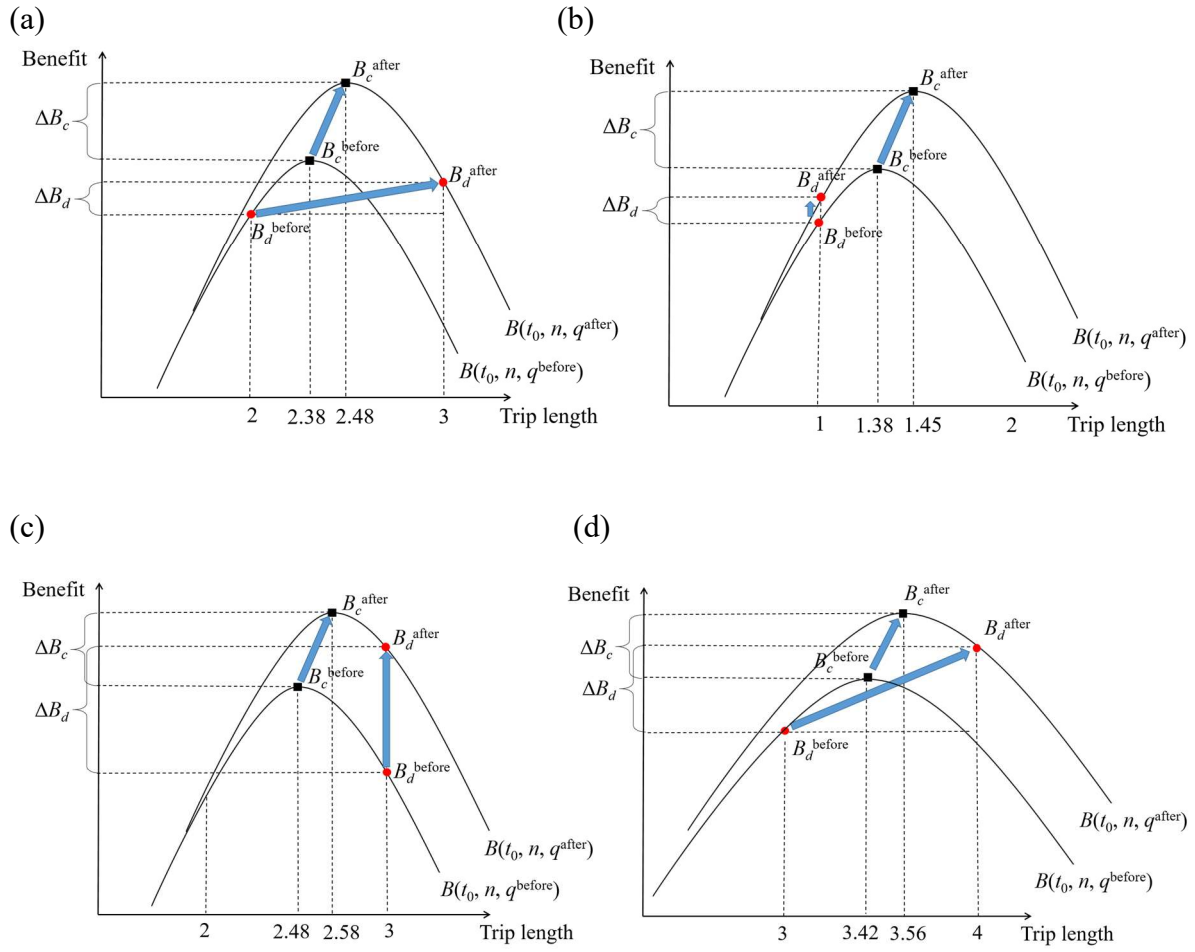 (a)
Benefit
B_c^after
ΔB_c
B_c^before
B_d^after
ΔB_d
B_d^before
B(t_0, n, q^after)
B(t_0, n, q^before)
2
2.38
2.48
3
Trip length
(b)
Benefit
B_c^after
ΔB_c
B_c^before
B_d^after
ΔB_d
B_d^before
B(t_0, n, q^after)
B(t_0, n, q^before)
1
1.38
1.45
2
Trip length
(c)
Benefit
B_c^after
ΔB_c
B_d^after
B_c^before
ΔB_d
B_d^before
B(t_0, n, q^after)
B(t_0, n, q^before)
2
2.48
2.58
3
Trip length
(d)
Benefit
B_c^after
B_d^after
ΔB_c
B_c^before
ΔB_d
B_d^before
B(t_0, n, q^after)
B(t_0, n, q^before)
3
3.42
3.56
4
Trip length